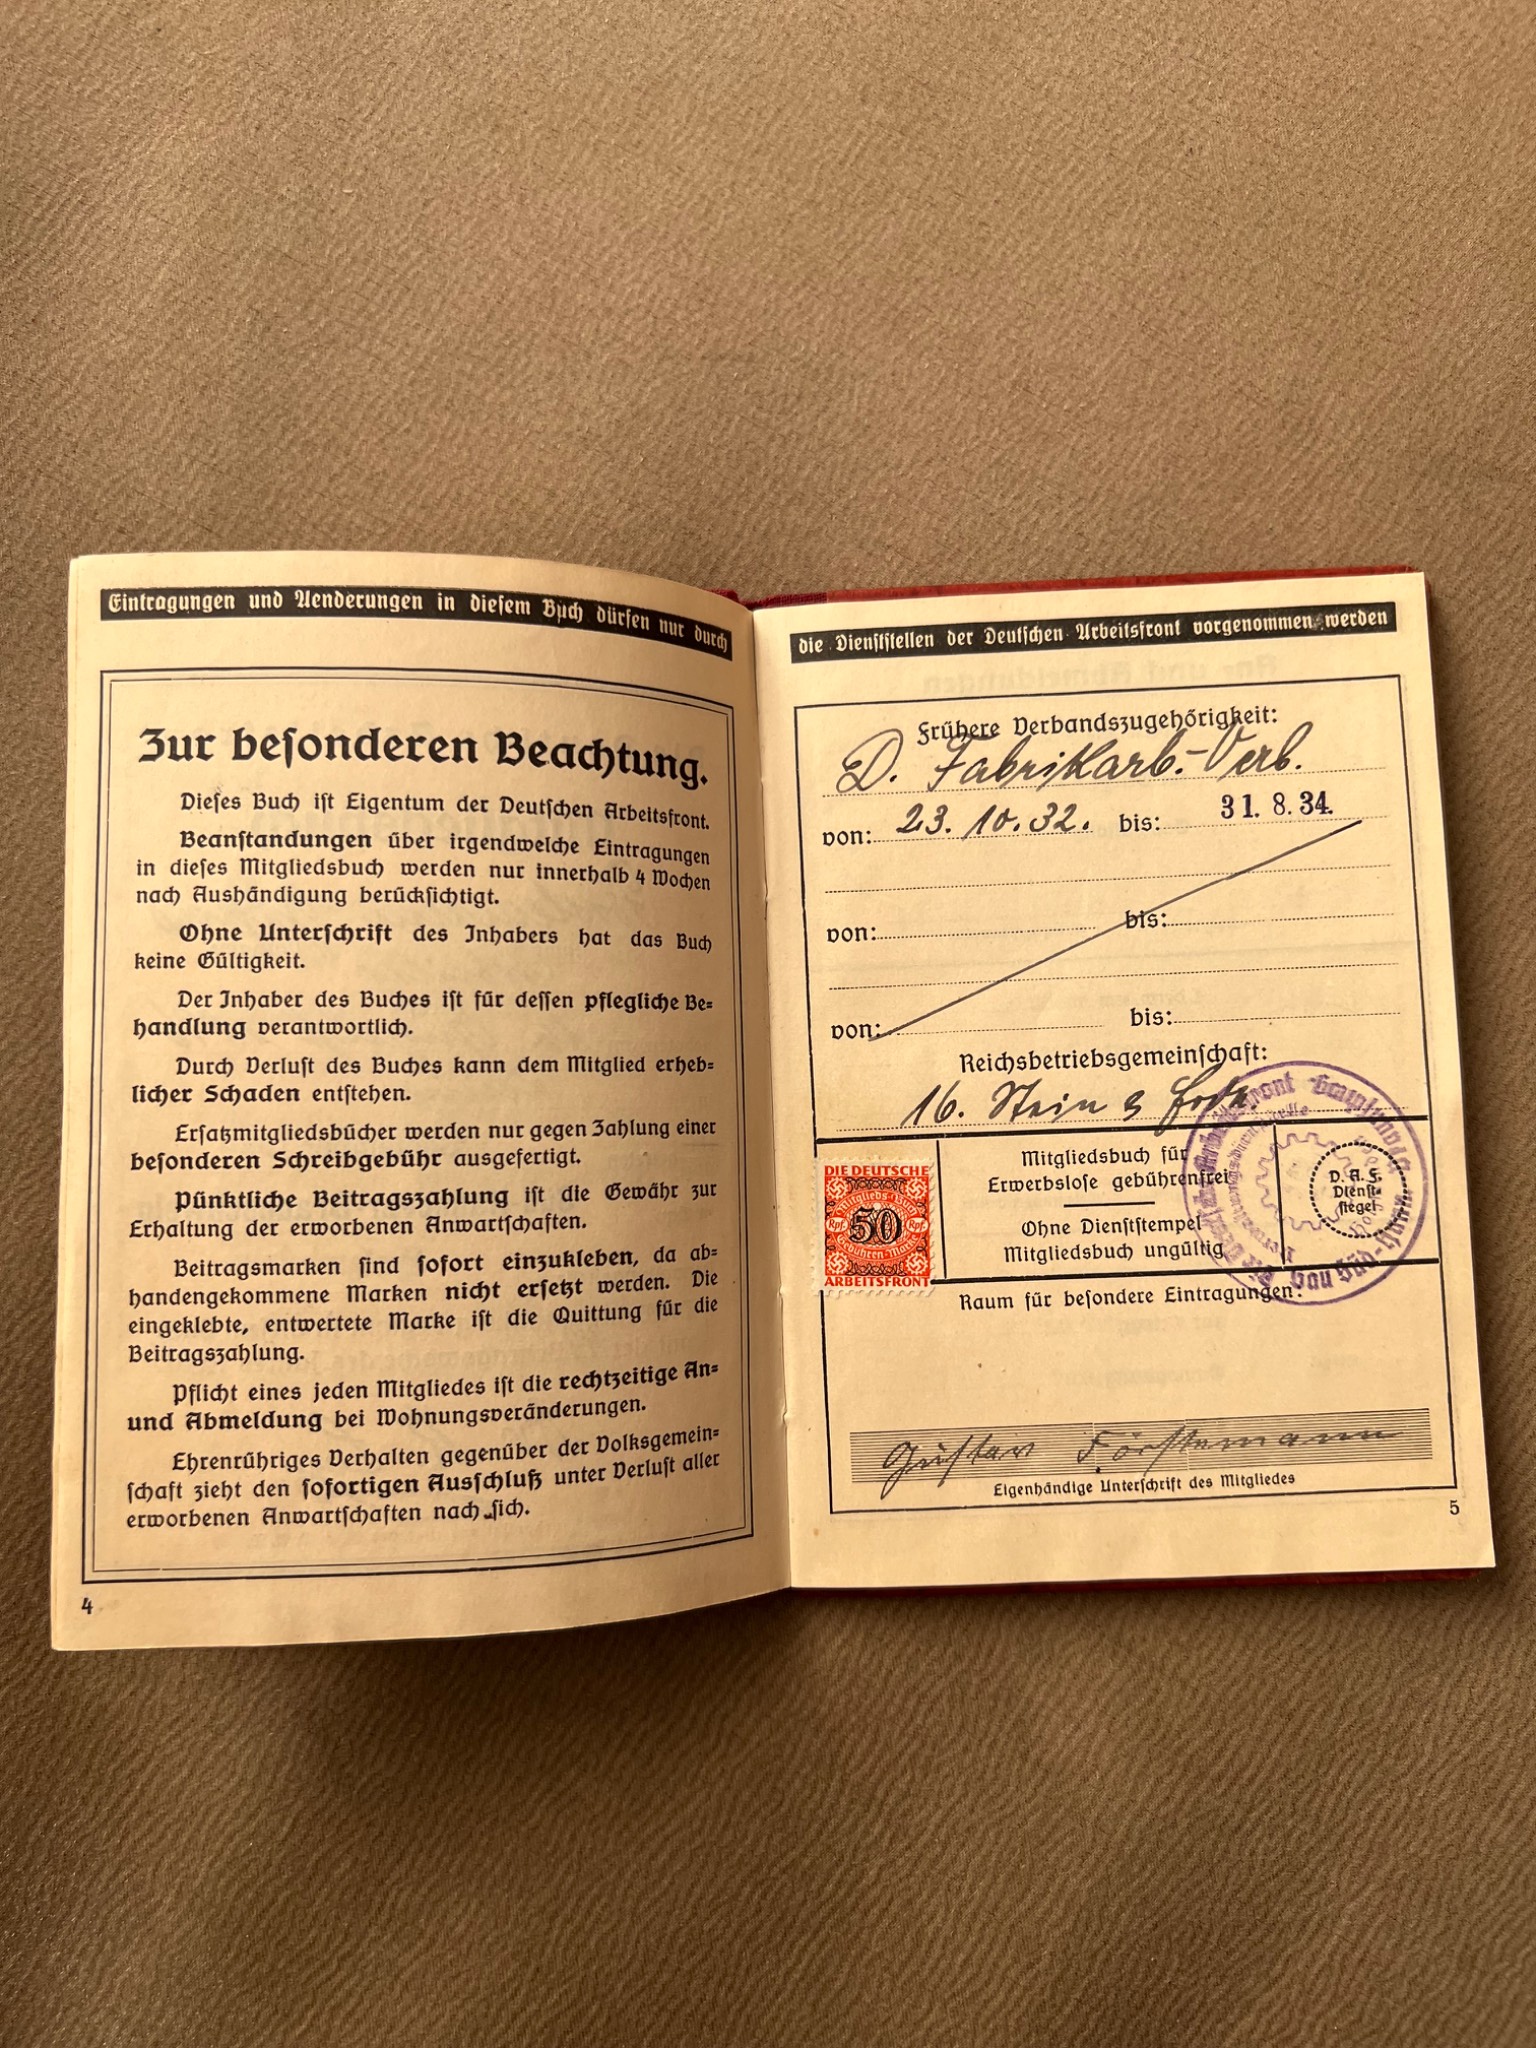 Eintragungen und Aenderungen in diesem Buch dürfen nur durch
Zur besonderen Beachtung.
Dieses Buch ist Eigentum der Deutschen Arbeitsfront.
Beanstandungen über irgendwelche Eintragungen
in dieses Mitgliedsbuch werden nur innerhalb 4 Wochen
nach Aushändigung berücksichtigt.
Ohne Unterschrift des Inhabers hat das Buch
keine Gültigkeit.
Der Inhaber des Buches ist für dessen pflegliche Be-
handlung verantwortlich.
Durch Verlust des Buches kann dem Mitglied erheb-
licher Schaden entstehen.
Ersatzmitgliedsbücher werden nur gegen Zahlung einer
besonderen Schreibgebühr ausgefertigt.
Pünktliche Beitragszahlung ist die Gewähr zur
Erhaltung der erworbenen Anwartschaften.
Beitragsmarken sind sofort einzukleben, da ab-
handengekommene Marken nicht ersetzt werden. Die
eingeklebte, entwertete Marke ist die Quittung für die
Beitragszahlung.
Pflicht eines jeden Mitgliedes ist die rechtzeitige An-
und Abmeldung bei Wohnungsveränderungen.
Ehrenrühriges Verhalten gegenüber der Volksgemein-
schaft zieht den sofortigen Ausschluß unter Verlust aller
erworbenen Anwartschaften nach sich.
4
die Dienststellen der Deutschen Arbeitsfront vorgenommen werden
Frühere Verbandszugehörigkeit:
D. Fabrikarb.-Verb.
von: 23. 10. 32. bis: 31. 8. 34.
von: bis:
von: bis:
Reichsbetriebsgemeinschaft:
16. Stein &
DIE DEUTSCHE
Mitglieds-Buch
Rpf. 50 Rpf.
Gebühren-Marke
ARBEITSFRONT
Mitgliedsbuch für
Erwerbslose gebührenfrei
Ohne Dienststempel
Mitgliedsbuch ungültig
D. A. F.
Dienst-
siegel
Raum für besondere Eintragungen:
Gustav Förstemann
Eigenhändige Unterschrift des Mitgliedes
5